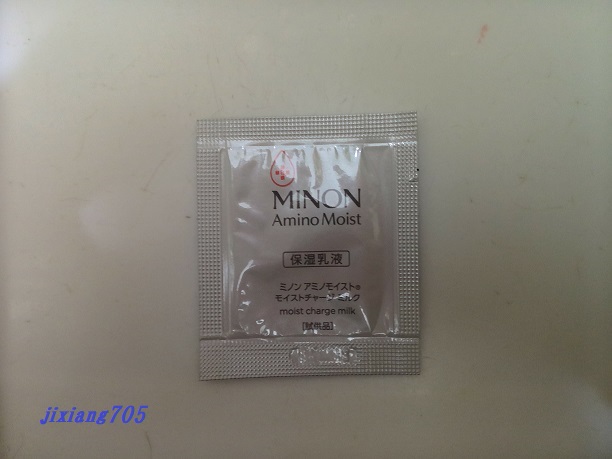 MINON
Amino Moist
保湿乳液
ミノン アミノモイスト®
モイストチャージ ミルク
moist charge milk
[試供品]
jixiang705